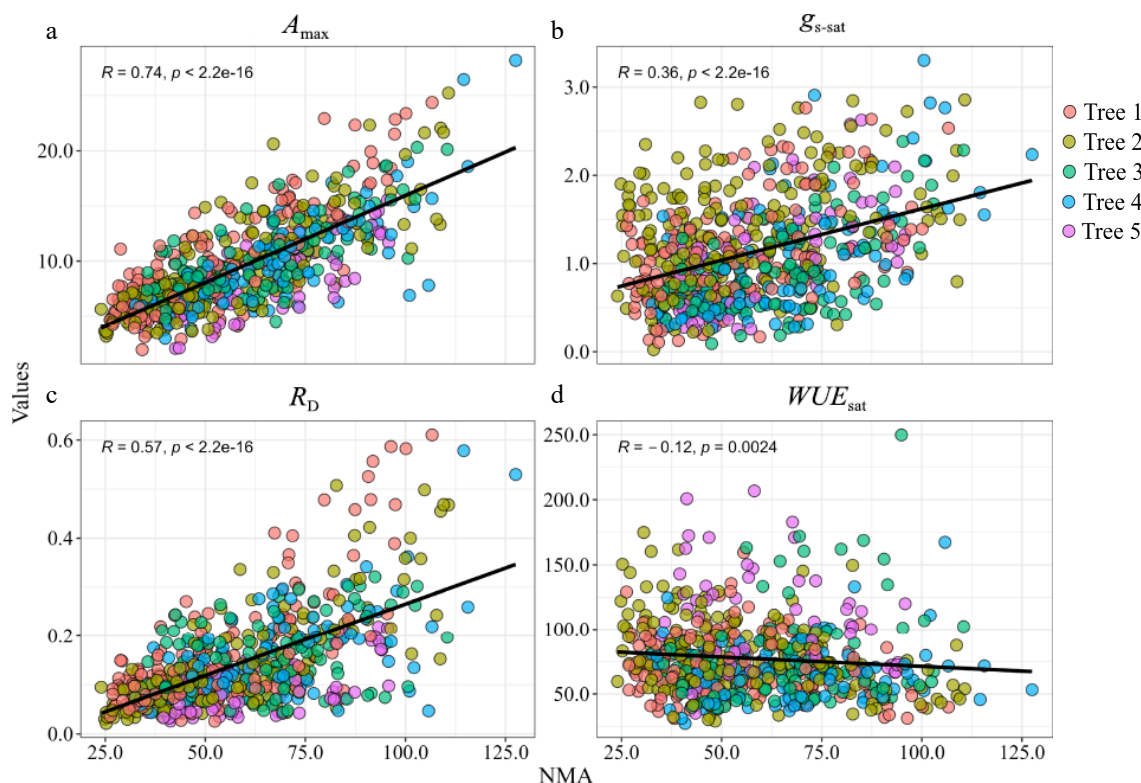 a
Amax
R = 0.74, p < 2.2e-16
20.0
10.0
b
gs-sat
R = 0.36, p < 2.2e-16
3.0
2.0
1.0
0.0
Tree 1
Tree 2
Tree 3
Tree 4
Tree 5
Values
c
RD
R = 0.57, p < 2.2e-16
0.6
0.4
0.2
0.0
25.0 50.0 75.0 100.0 125.0
d
WUEsat
R = −0.12, p = 0.0024
250.0
200.0
150.0
100.0
50.0
25.0 50.0 75.0 100.0 125.0
NMA